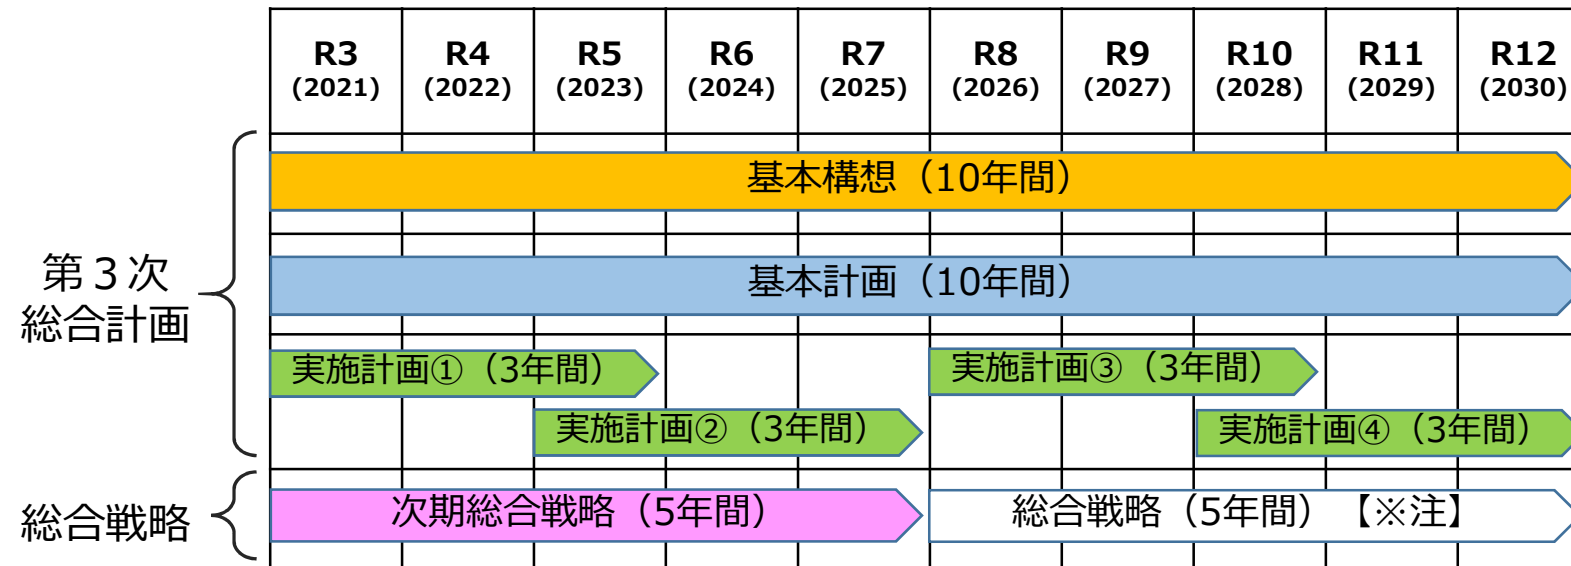 R3 R4 R5 R6 R7 R8 R9 R10 R11 R12
(2021) (2022) (2023) (2024) (2025) (2026) (2027) (2028) (2029) (2030)
基本構想（10年間）
第３次
総合計画
基本計画（10年間）
実施計画①（3年間）
実施計画③（3年間）
実施計画②（3年間）
実施計画④（3年間）
総合戦略
次期総合戦略（5年間）
総合戦略（5年間）【※注】